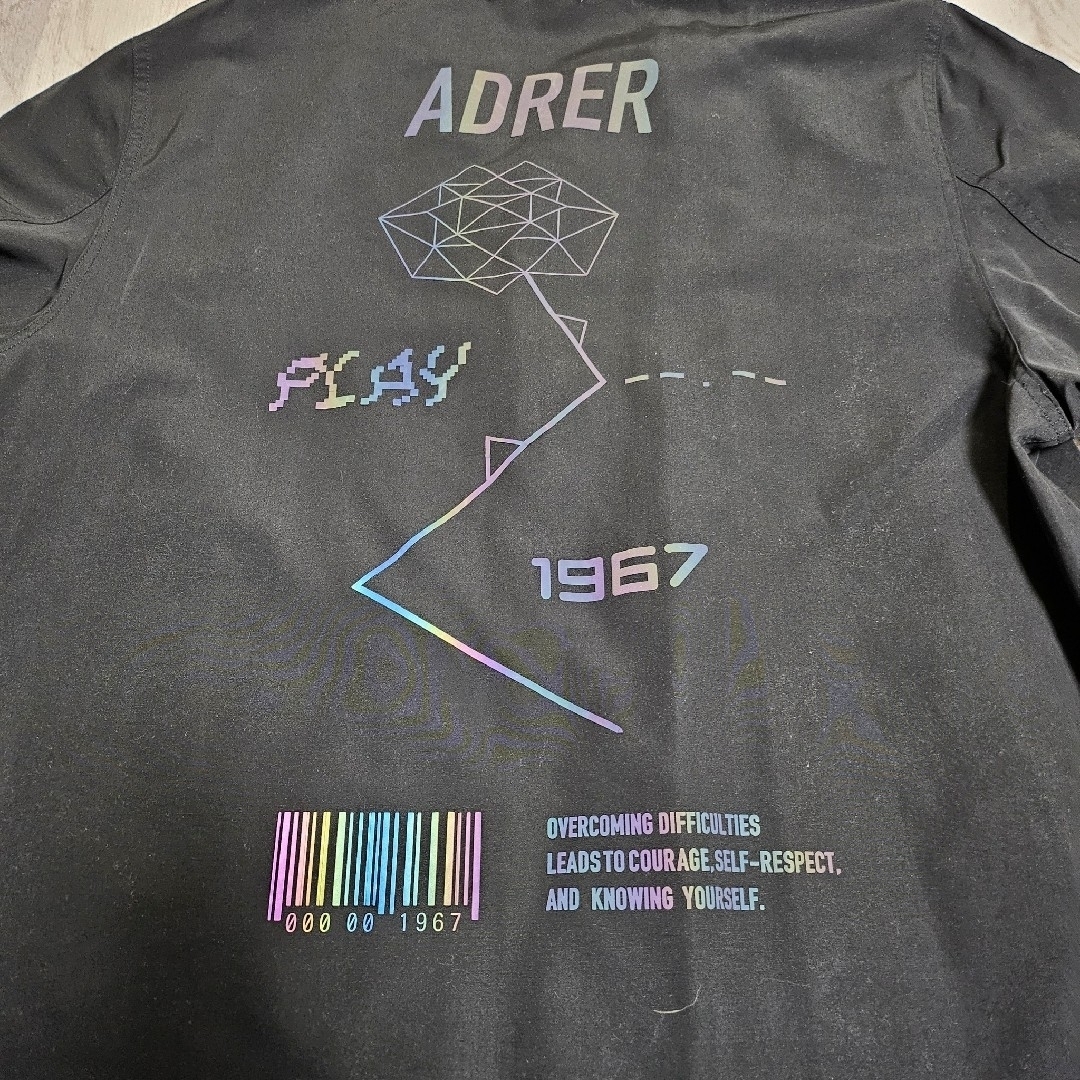 ADRER
PLAY
1967
OVERCOMING DIFFICULTIES
LEADS TO COURAGE, SELF-RESPECT,
AND KNOWING YOURSELF.
000 00 1967